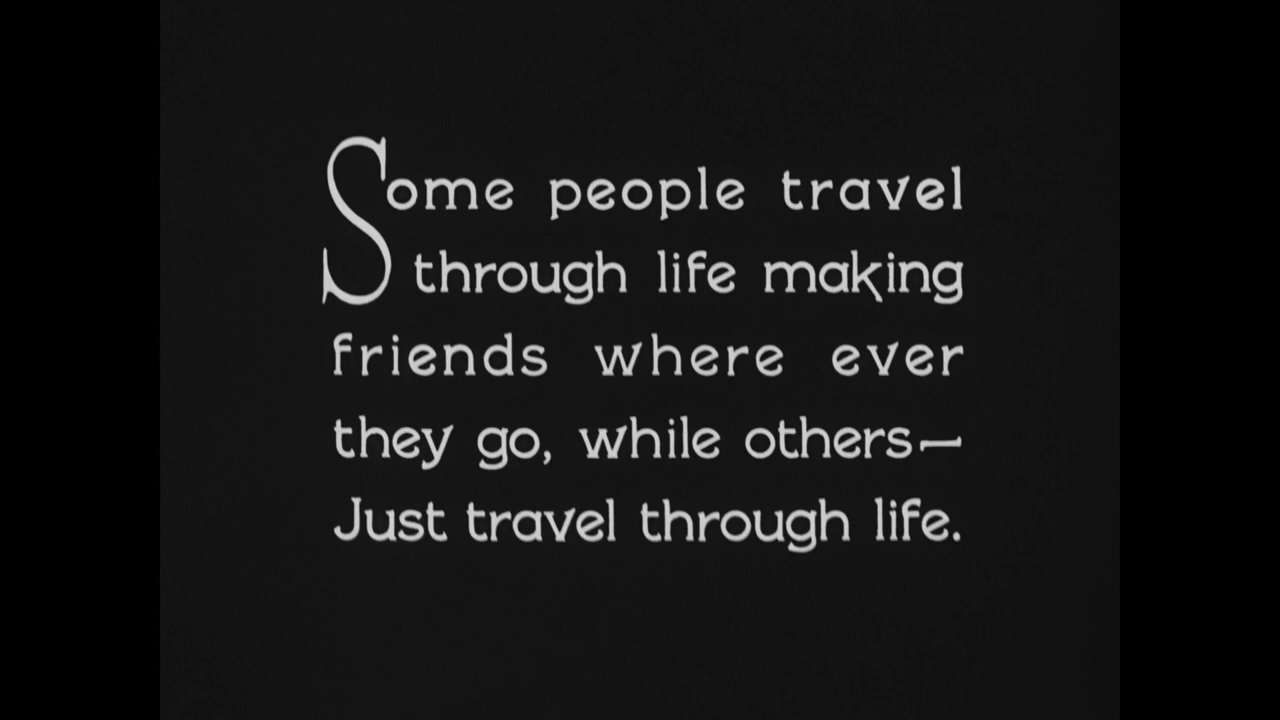 Some people travel
through life making
friends where ever
they go, while others—
Just travel through life.